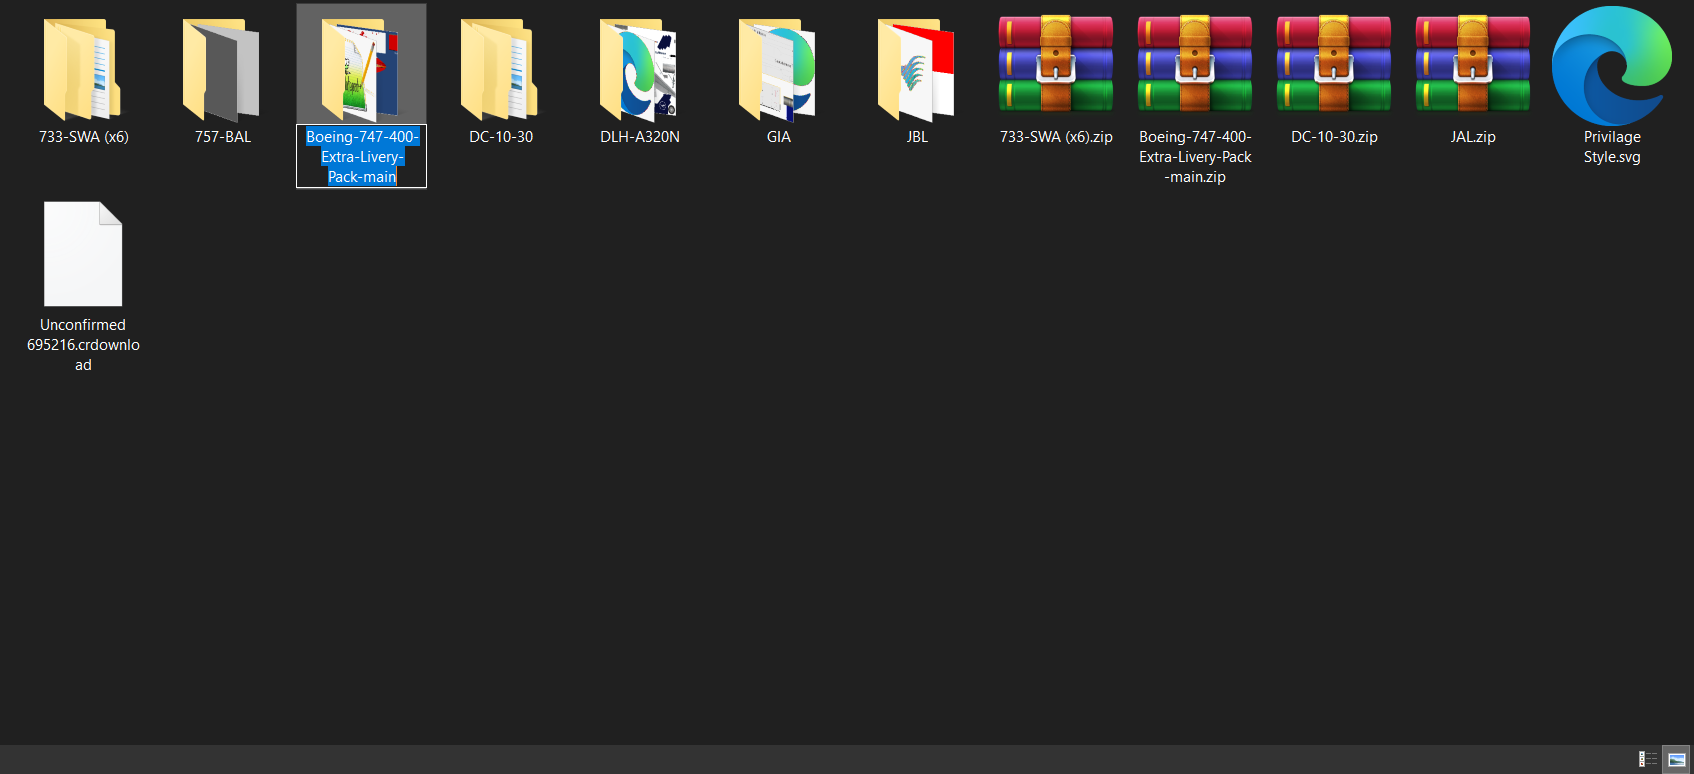 733-SWA (x6)
757-BAL
Boeing-747-400-
Extra-Livery-
Pack-main
DC-10-30
DLH-A320N
GIA
JBL
733-SWA (x6).zip
Boeing-747-400-
Extra-Livery-Pack
-main.zip
DC-10-30.zip
JAL.zip
Privilage
Style.svg
Unconfirmed
695216.crdownlo
ad